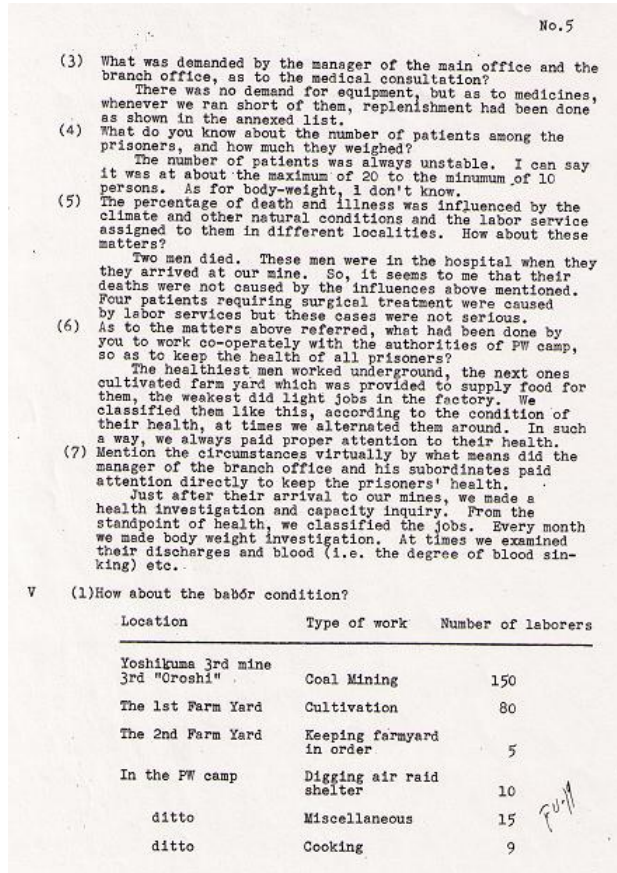 No.5
(3) What was demanded by the manager of the main office and the
branch office, as to the medical consultation?
There was no demand for equipment, but as to medicines,
whenever we ran short of them, replenishment had been done
as shown in the annexed list.
(4) What do you know about the number of patients among the
prisoners, and how much they weighed?
The number of patients was always unstable. I can say
it was at about the maximum of 20 to the minumum of 10
persons. As for body-weight, i don't know.
(5) The percentage of death and illness was influenced by the
climate and other natural conditions and the labor service
assigned to them in different localities. How about these
matters?
Two men died. These men were in the hospital when they
they arrived at our mine. So, it seems to me that their
deaths were not caused by the influences above mentioned.
Four patients requiring surgical treatment were caused
by labor services but these cases were not serious.
(6) As to the matters above referred, what had been done by
you to work co-operately with the authorities of PW camp,
so as to keep the health of all prisoners?
The healthiest men worked underground, the next ones
cultivated farm yard which was provided to supply food for
them, the weakest did light jobs in the factory. We
classified them like this, according to the condition of
their health, at times we alternated them around. In such
a way, we always paid proper attention to their health.
(7) Mention the circumstances virtually by what means did the
manager of the branch office and his subordinates paid
attention directly to keep the prisoners' health.
Just after their arrival to our mines, we made a
health investigation and capacity inquiry. From the
standpoint of health, we classified the jobs. Every month
we made body weight investigation. At times we examined
their discharges and blood (i.e. the degree of blood sin-
king) etc.
V (1)How about the babor condition?
Location Type of work Number of laborers
Yoshikuma 3rd mine
3rd "Oroshi" Coal Mining 150
The 1st Farm Yard Cultivation 80
The 2nd Farm Yard Keeping farmyard
in order 5
In the PW camp Digging air raid
shelter 10
ditto Miscellaneous 15
ditto Cooking 9
FU-19